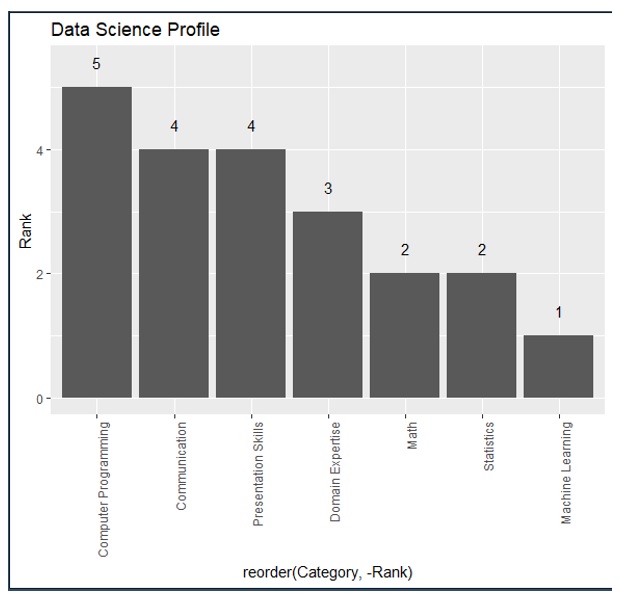 Data Science Profile
5
4
4
3
2
2
1
Rank
4
2
0
Computer Programming
Communication
Presentation Skills
Domain Expertise
Math
Statistics
Machine Learning
reorder(Category, -Rank)